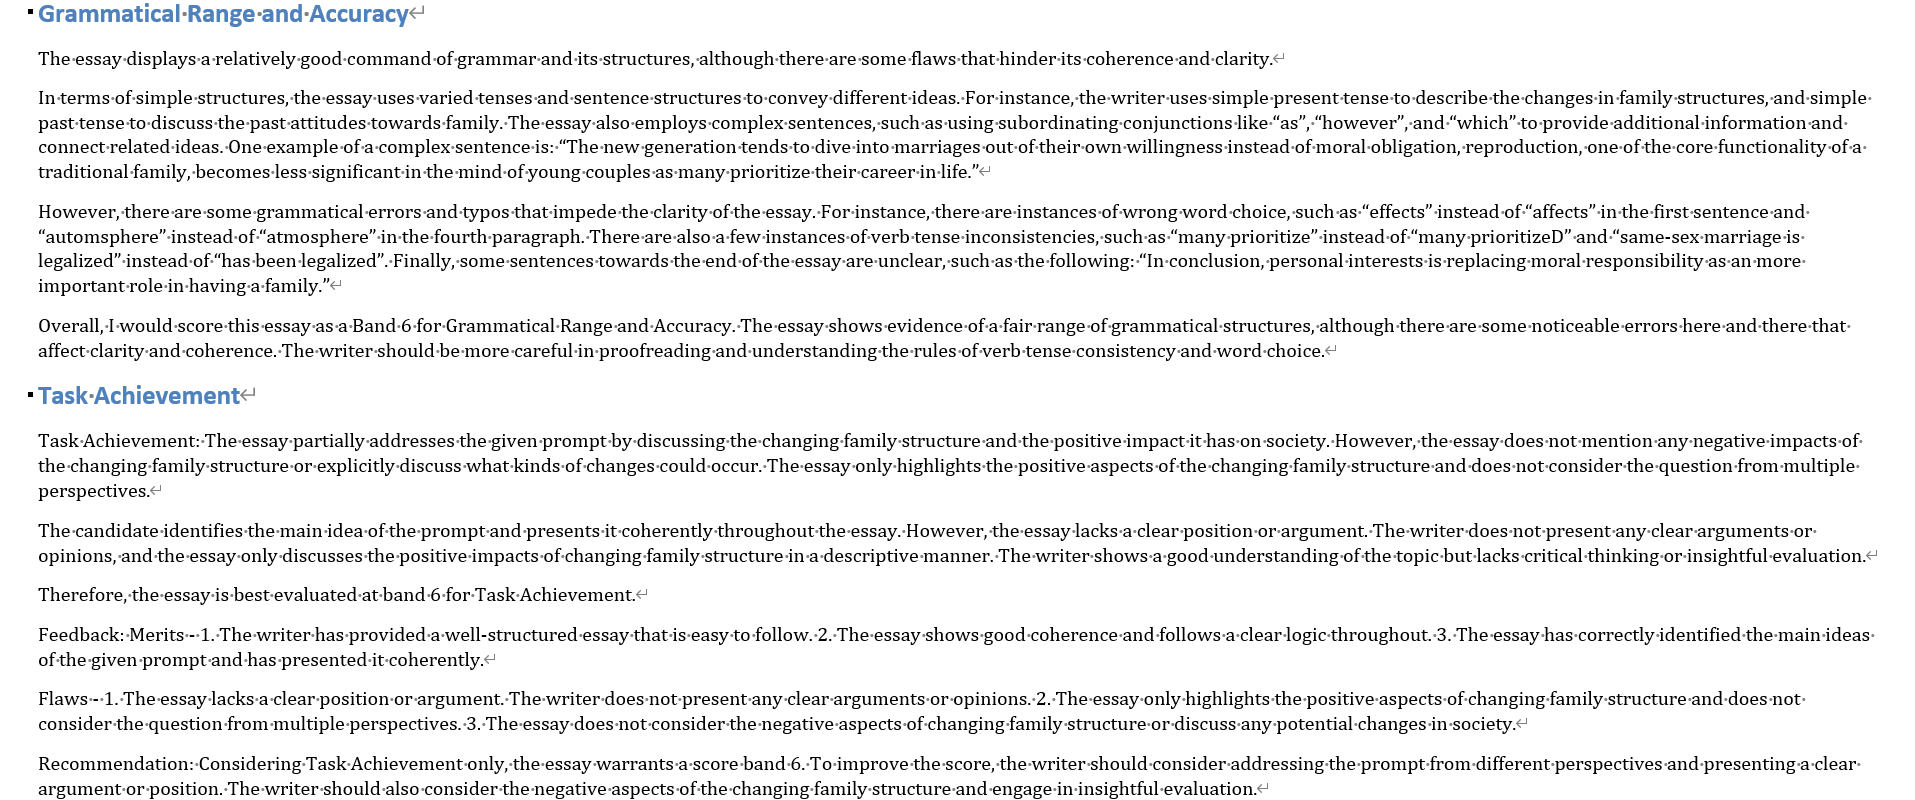 Grammatical Range and Accuracy
The essay displays a relatively good command of grammar and its structures, although there are some flaws that hinder its coherence and clarity.
In terms of simple structures, the essay uses varied tenses and sentence structures to convey different ideas. For instance, the writer uses simple present tense to describe the changes in family structures, and simple
past tense to discuss the past attitudes towards family. The essay also employs complex sentences, such as using subordinating conjunctions like “as”, “however”, and “which” to provide additional information and
connect related ideas. One example of a complex sentence is: “The new generation tends to dive into marriages out of their own willingness instead of moral obligation, reproduction, one of the core functionality of a
traditional family, becomes less significant in the mind of young couples as many prioritize their career in life.”
However, there are some grammatical errors and typos that impede the clarity of the essay. For instance, there are instances of wrong word choice, such as “effects” instead of “affects” in the first sentence and
“automsphere” instead of “atmosphere” in the fourth paragraph. There are also a few instances of verb tense inconsistencies, such as “many prioritize” instead of “many prioritizeD” and “same-sex marriage is
legalized” instead of “has been legalized”. Finally, some sentences towards the end of the essay are unclear, such as the following: “In conclusion, personal interests is replacing moral responsibility as an more
important role in having a family.”
Overall, I would score this essay as a Band 6 for Grammatical Range and Accuracy. The essay shows evidence of a fair range of grammatical structures, although there are some noticeable errors here and there that
affect clarity and coherence. The writer should be more careful in proofreading and understanding the rules of verb tense consistency and word choice.
Task Achievement
Task Achievement: The essay partially addresses the given prompt by discussing the changing family structure and the positive impact it has on society. However, the essay does not mention any negative impacts of
the changing family structure or explicitly discuss what kinds of changes could occur. The essay only highlights the positive aspects of the changing family structure and does not consider the question from multiple
perspectives.
The candidate identifies the main idea of the prompt and presents it coherently throughout the essay. However, the essay lacks a clear position or argument. The writer does not present any clear arguments or
opinions, and the essay only discusses the positive impacts of changing family structure in a descriptive manner. The writer shows a good understanding of the topic but lacks critical thinking or insightful evaluation.
Therefore, the essay is best evaluated at band 6 for Task Achievement.
Feedback: Merits - 1. The writer has provided a well-structured essay that is easy to follow. 2. The essay shows good coherence and follows a clear logic throughout. 3. The essay has correctly identified the main ideas
of the given prompt and has presented it coherently.
Flaws - 1. The essay lacks a clear position or argument. The writer does not present any clear arguments or opinions. 2. The essay only highlights the positive aspects of changing family structure and does not
consider the question from multiple perspectives. 3. The essay does not consider the negative aspects of changing family structure or discuss any potential changes in society.
Recommendation: Considering Task Achievement only, the essay warrants a score band 6. To improve the score, the writer should consider addressing the prompt from different perspectives and presenting a clear
argument or position. The writer should also consider the negative aspects of the changing family structure and engage in insightful evaluation.